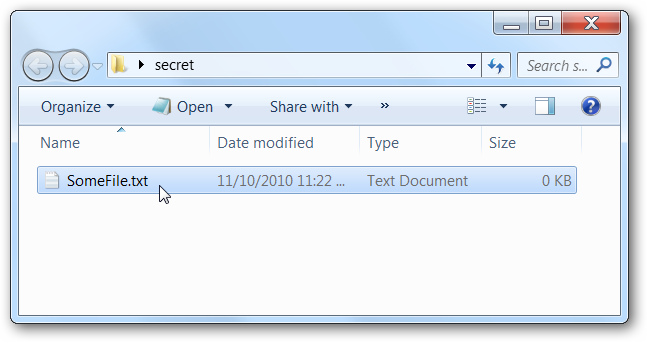 secret
Search s...
Organize Open Share with »
Name Date modified Type Size
SomeFile.txt 11/10/2010 11:22 ... Text Document 0 KB